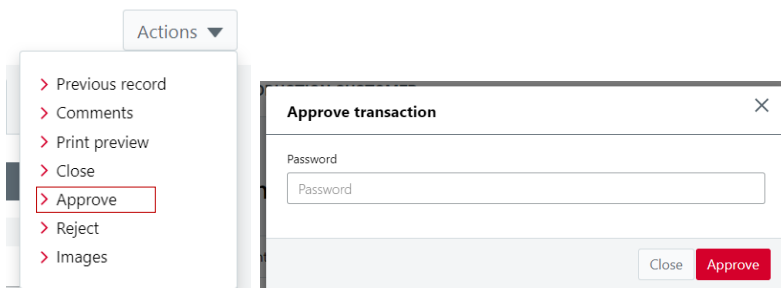 Actions
Previous record
Comments
Print preview
Close
Approve
Reject
Images
Approve transaction
Password
Password
Close
Approve